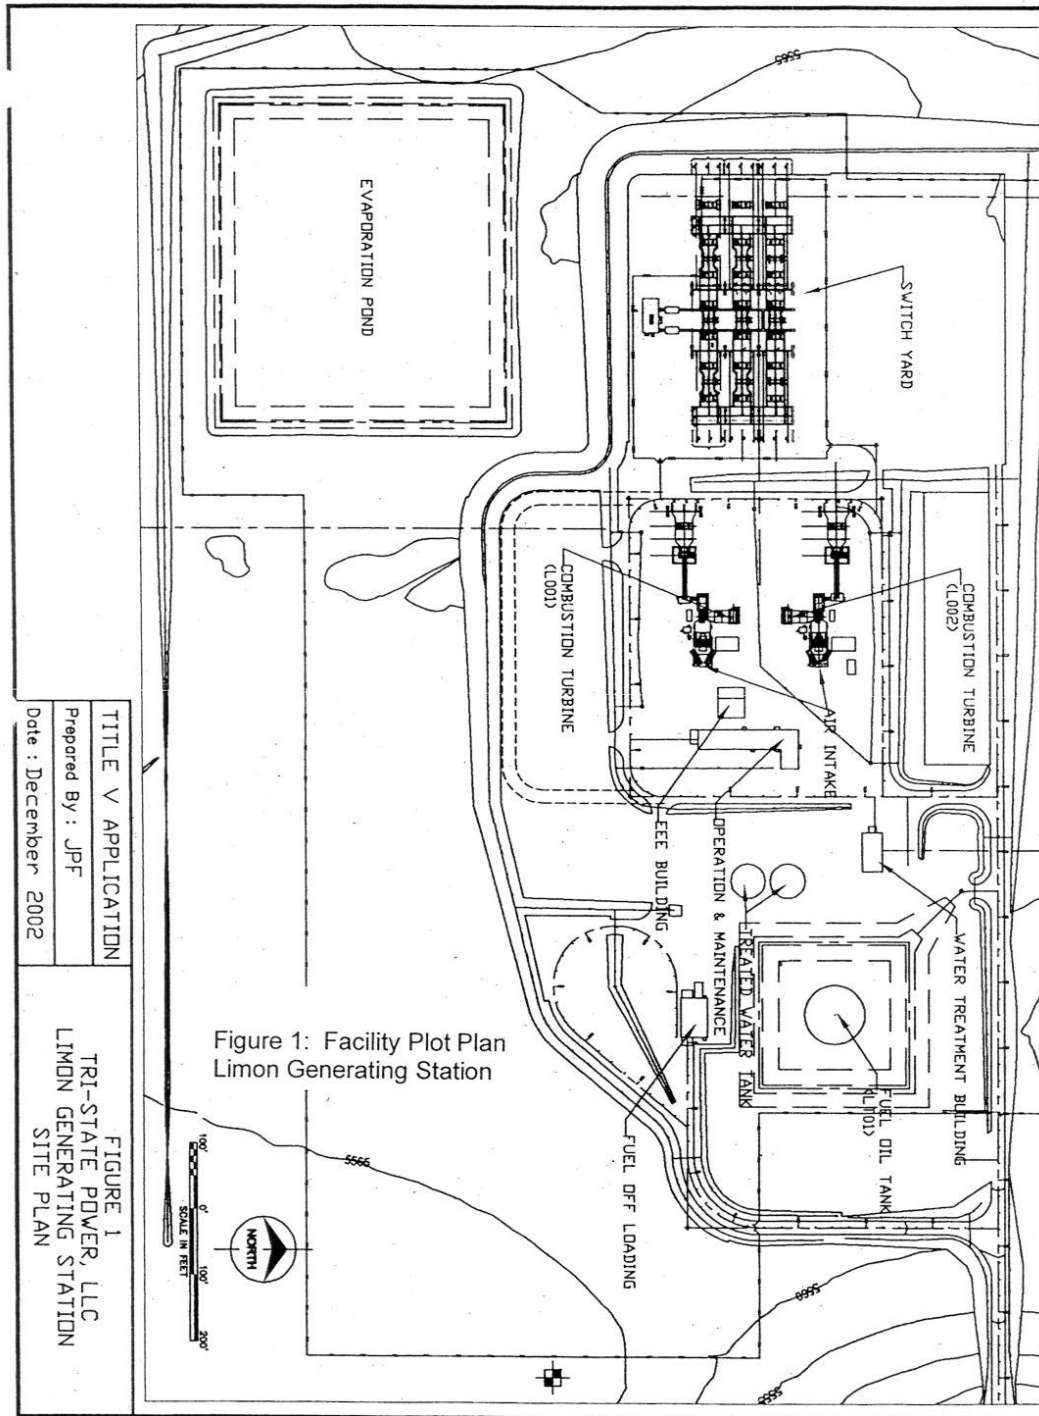 5565
EVAPORATION POND
SWITCH YARD
COMBUSTION TURBINE
(L001)
COMBUSTION TURBINE
(L002)
AIR INTAKE
EEE BUILDING
OPERATION & MAINTENANCE
TREATED WATER TANK
WATER TREATMENT BUILDING
FUEL OIL TANK
(LT01)
FUEL OFF LOADING
Figure 1: Facility Plot Plan
Limon Generating Station
5565
5560
5555
100'
0'
100'
200'
SCALE IN FEET
NORTH
TITLE V APPLICATION
Prepared By : JPF
Date : December 2002
FIGURE 1
TRI-STATE POWER, LLC
LIMON GENERATING STATION
SITE PLAN